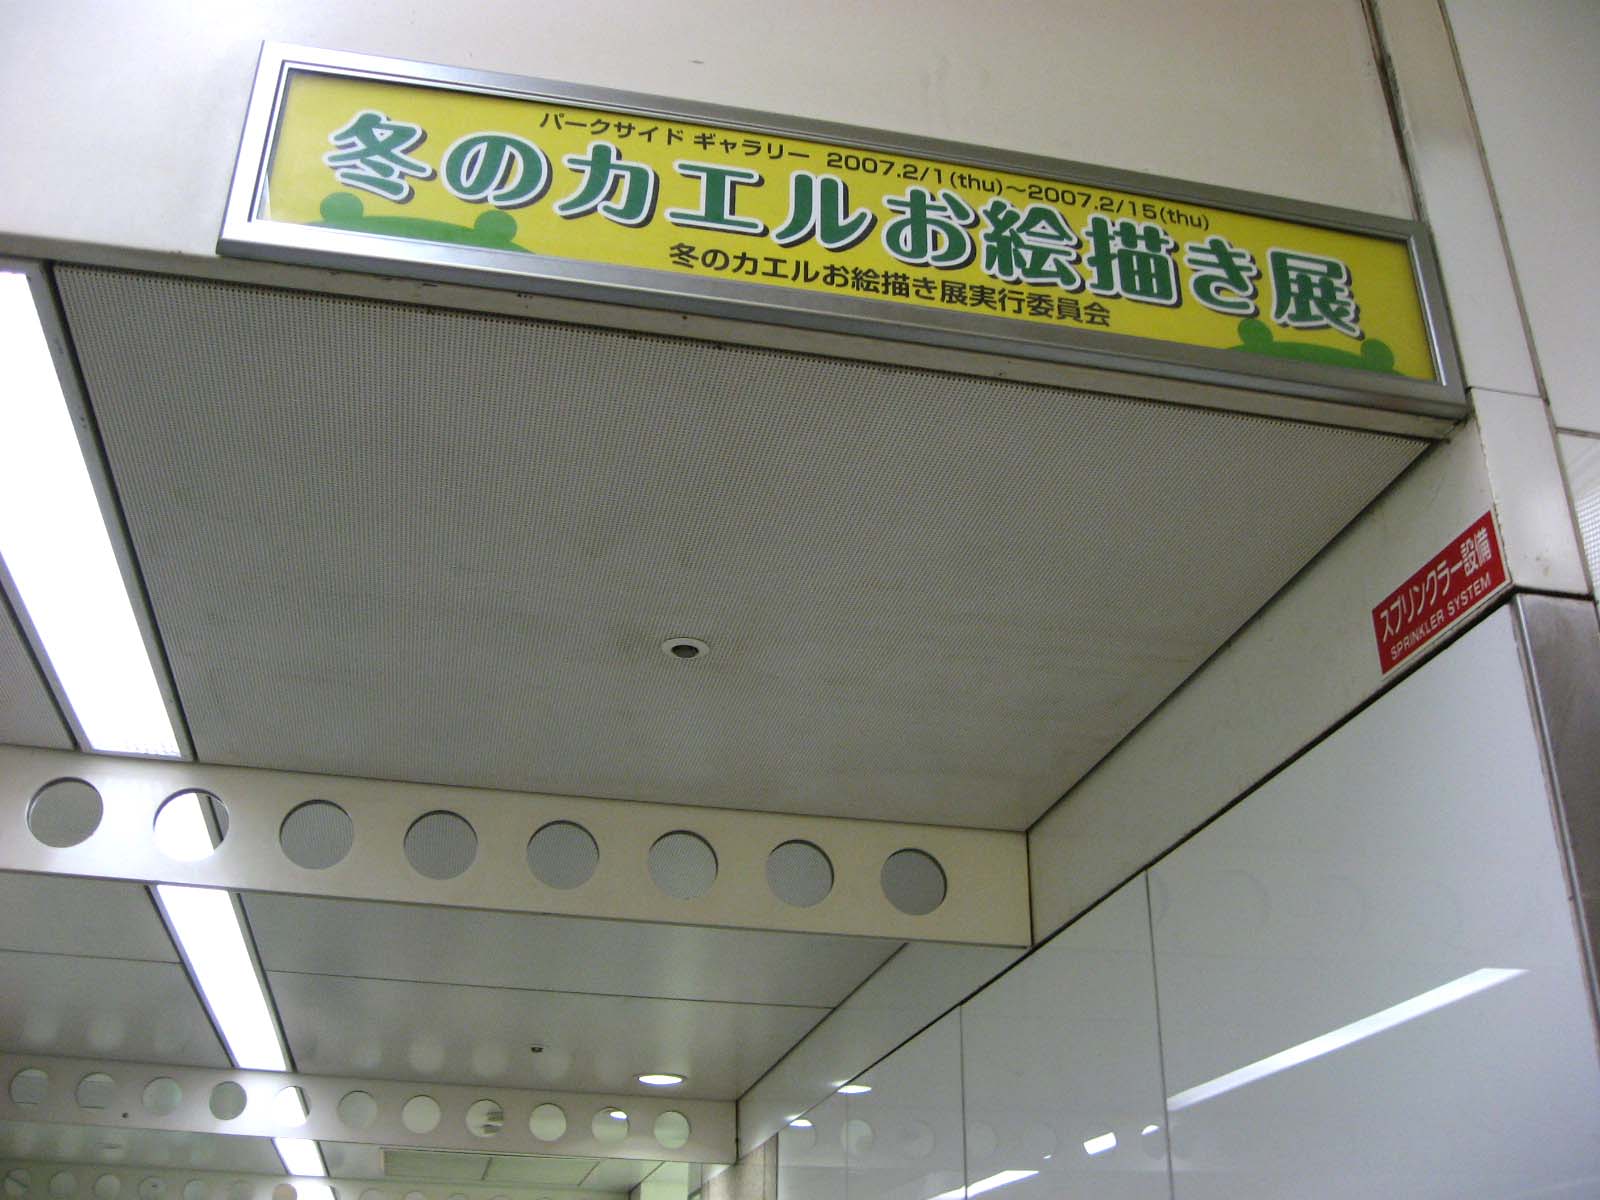 パークサイド ギャラリー 2007.2/1(thu)～2007.2/15(thu)
冬のカエルお絵描き展
冬のカエルお絵描き展実行委員会
スプリンクラー設備
SPRINKLER SYSTEM